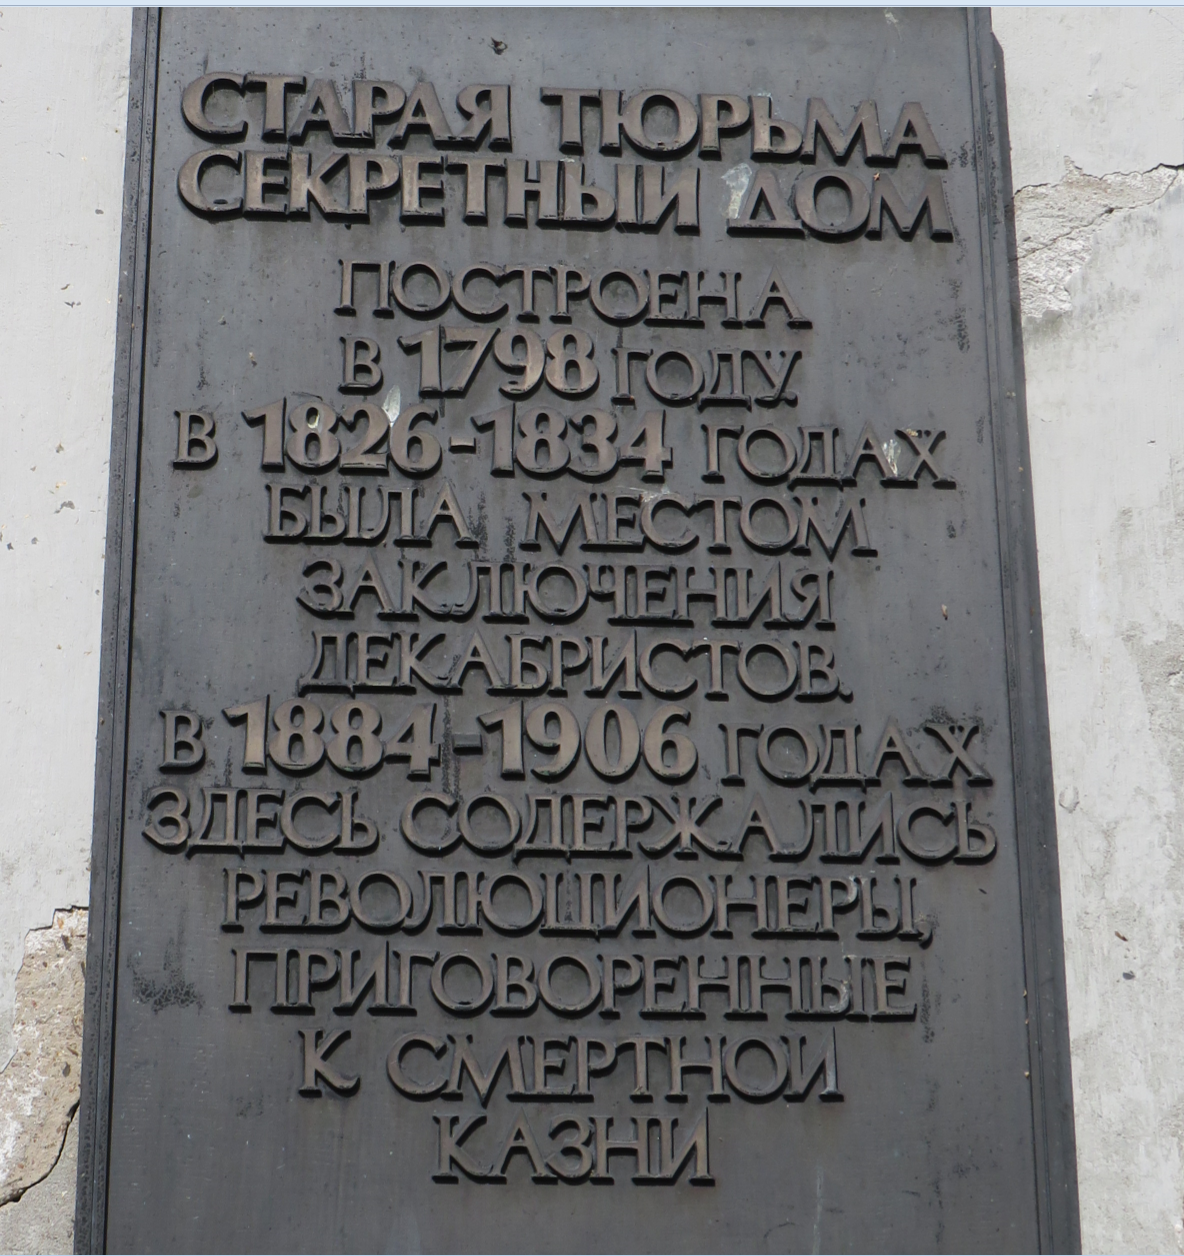 СТАРАЯ ТЮРЬМА
СЕКРЕТНЫЙ ДОМ
ПОСТРОЕНА
В 1798 ГОДУ
В 1826-1834 ГОДАХ
БЫЛА МЕСТОМ
ЗАКЛЮЧЕНИЯ
ДЕКАБРИСТОВ.
В 1884-1906 ГОДАХ
ЗДЕСЬ СОДЕРЖАЛИСЬ
РЕВОЛЮЦИОНЕРЫ,
ПРИГОВОРЕННЫЕ
К СМЕРТНОЙ
КАЗНИ